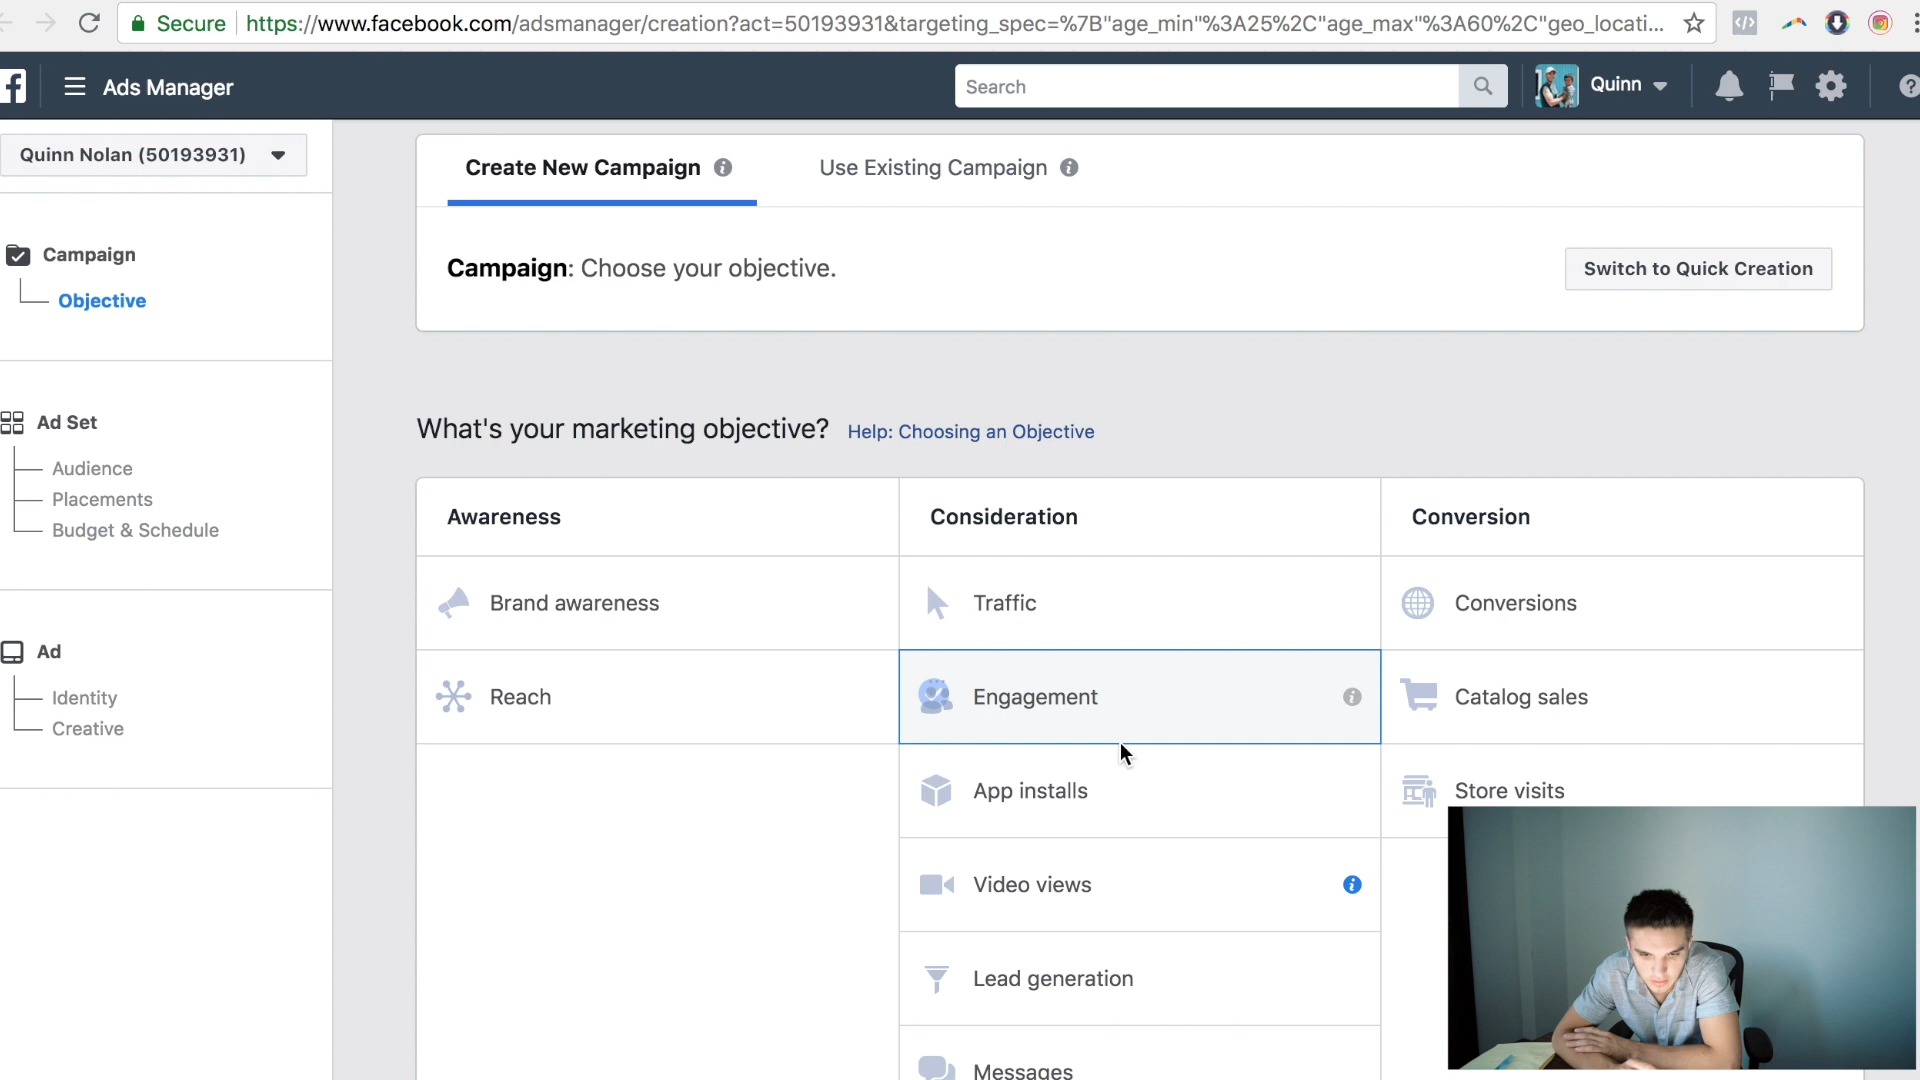 Secure
https://www.facebook.com/adsmanager/creation?act=50193931&targeting_spec=%7B"age_min"%3A25%2C"age_max"%3A60%2C"geo_locati...
Ads Manager
Search
Quinn
Quinn Nolan (50193931)
Create New Campaign
Use Existing Campaign
Campaign: Choose your objective.
Switch to Quick Creation
Campaign
Objective
Ad Set
Audience
Placements
Budget & Schedule
Ad
Identity
Creative
What's your marketing objective?
Help: Choosing an Objective
Awareness
Consideration
Conversion
Brand awareness
Traffic
Conversions
Reach
Engagement
Catalog sales
App installs
Store visits
Video views
Lead generation
Messages